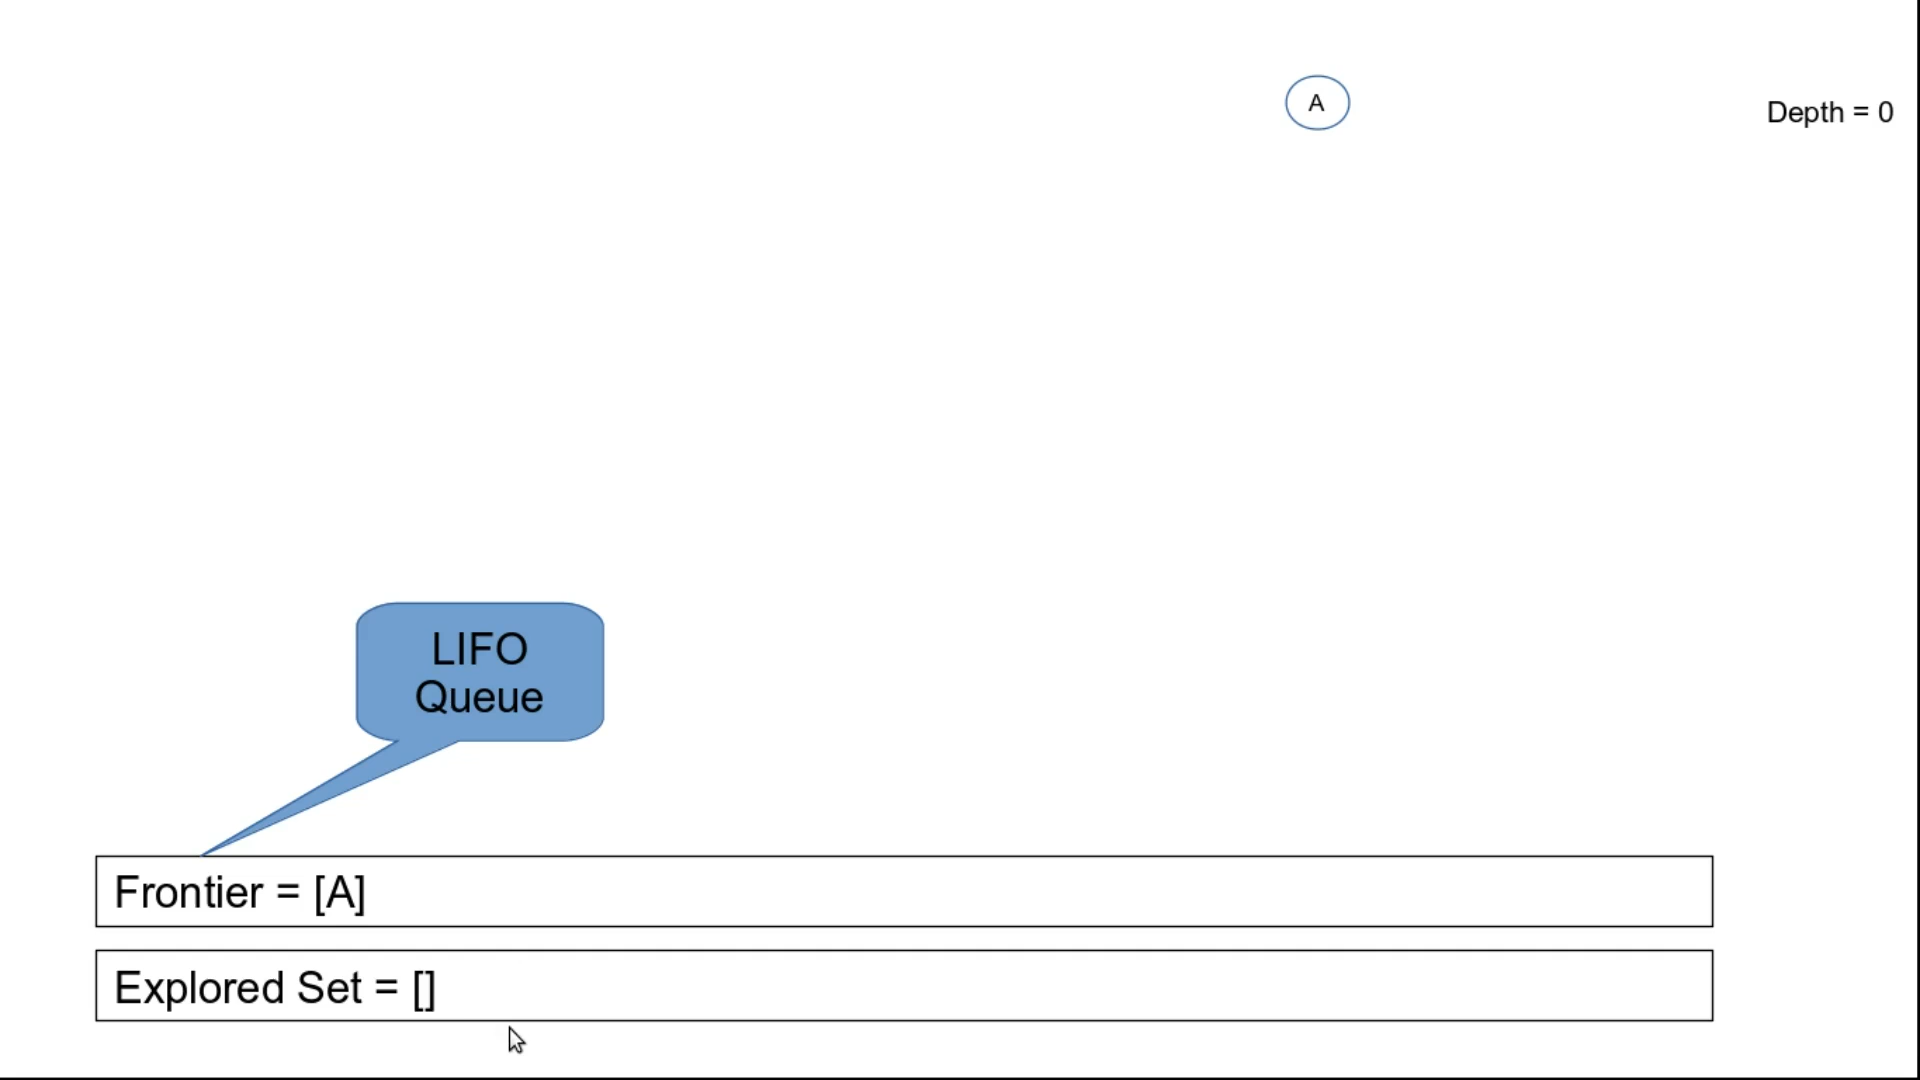 A
Depth = 0
LIFO
Queue
Frontier = [A]
Explored Set = []